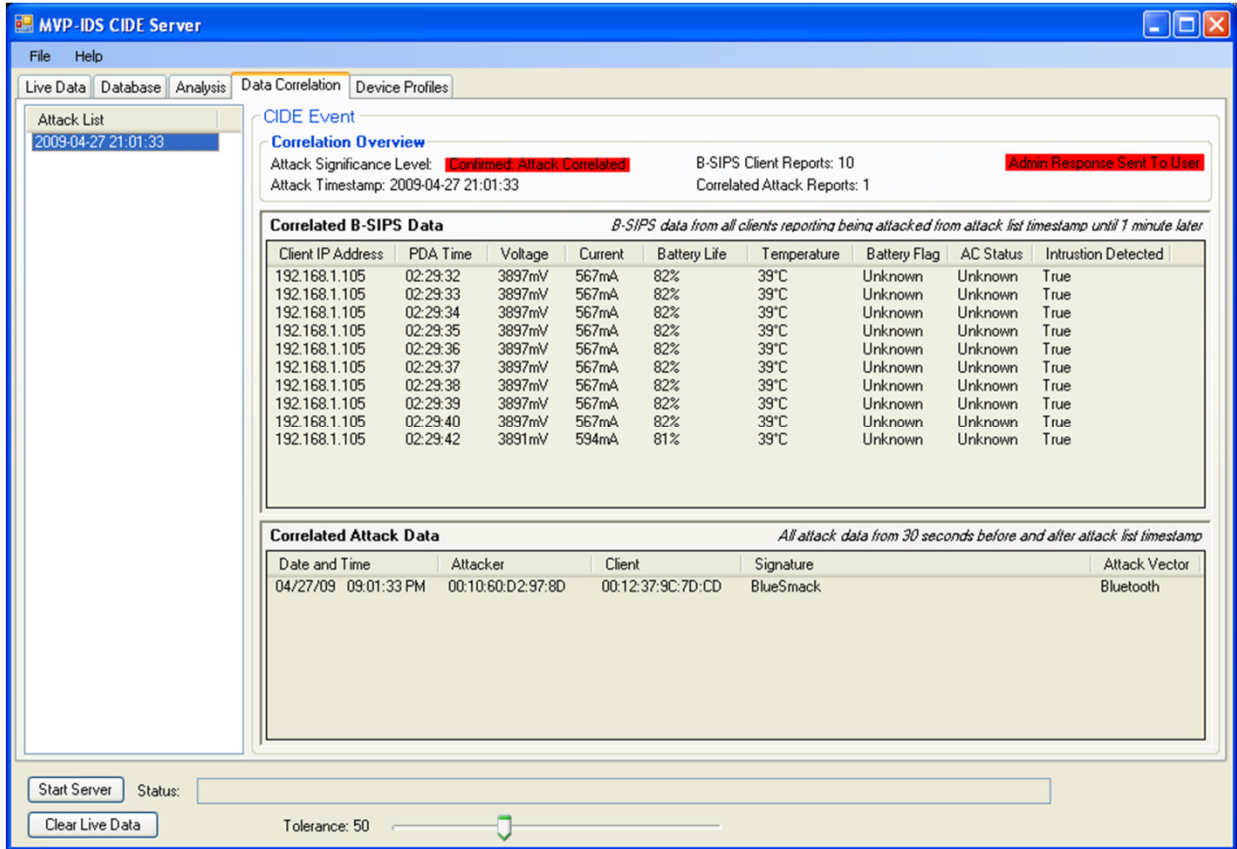 MVP-IDS CIDE Server
File Help
Live Data Database Analysis Data Correlation Device Profiles
Attack List
2009-04-27 21:01:33
CIDE Event
Correlation Overview
Attack Significance Level: Confirmed: Attack Correlated B-SIPS Client Reports: 10 Admin Response Sent To User
Attack Timestamp: 2009-04-27 21:01:33 Correlated Attack Reports: 1
Correlated B-SIPS Data B-SIPS data from all clients reporting being attacked from attack list timestamp until 1 minute later
Client IP Address PDA Time Voltage Current Battery Life Temperature Battery Flag AC Status Intrustion Detected
192.168.1.105 02:29:32 3897mV 567mA 82% 39°C Unknown Unknown True
192.168.1.105 02:29:33 3897mV 567mA 82% 39°C Unknown Unknown True
192.168.1.105 02:29:34 3897mV 567mA 82% 39°C Unknown Unknown True
192.168.1.105 02:29:35 3897mV 567mA 82% 39°C Unknown Unknown True
192.168.1.105 02:29:36 3897mV 567mA 82% 39°C Unknown Unknown True
192.168.1.105 02:29:37 3897mV 567mA 82% 39°C Unknown Unknown True
192.168.1.105 02:29:38 3897mV 567mA 82% 39°C Unknown Unknown True
192.168.1.105 02:29:39 3897mV 567mA 82% 39°C Unknown Unknown True
192.168.1.105 02:29:40 3897mV 567mA 82% 39°C Unknown Unknown True
192.168.1.105 02:29:42 3891mV 594mA 81% 39°C Unknown Unknown True
Correlated Attack Data All attack data from 30 seconds before and after attack list timestamp
Date and Time Attacker Client Signature Attack Vector
04/27/09 09:01:33 PM 00:10:60:D2:97:8D 00:12:37:9C:7D:CD BlueSmack Bluetooth
Start Server Status:
Clear Live Data Tolerance: 50